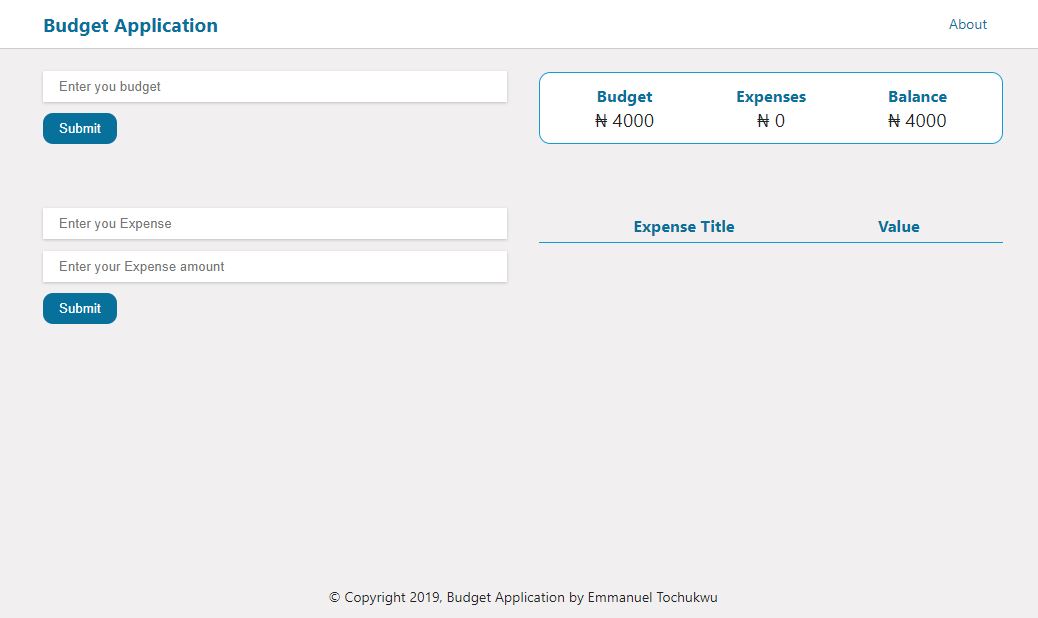 Budget Application
About
Enter you budget
Submit
Budget Expenses Balance
₦ 4000 ₦ 0 ₦ 4000
Enter you Expense
Enter your Expense amount
Submit
Expense Title Value
© Copyright 2019, Budget Application by Emmanuel Tochukwu